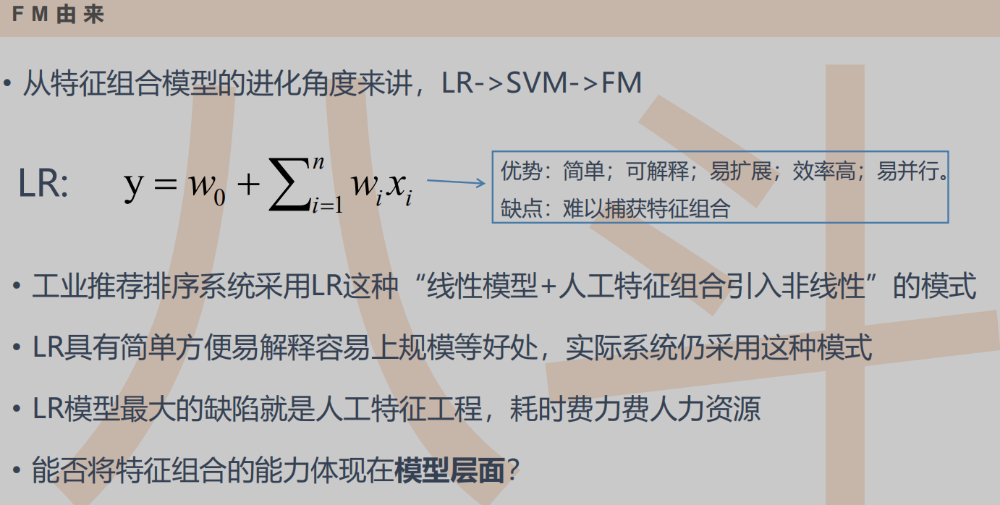 FM由来
• 从特征组合模型的进化角度来讲，LR->SVM->FM
LR: y = w₀ + ∑ⁿᵢ₌₁ wᵢxᵢ
优势：简单；可解释；易扩展；效率高；易并行。
缺点：难以捕获特征组合
• 工业推荐排序系统采用LR这种“线性模型+人工特征组合引入非线性”的模式
• LR具有简单方便易解释容易上规模等好处，实际系统仍采用这种模式
• LR模型最大的缺陷就是人工特征工程，耗时费力费人力资源
• 能否将特征组合的能力体现在模型层面？
八斗